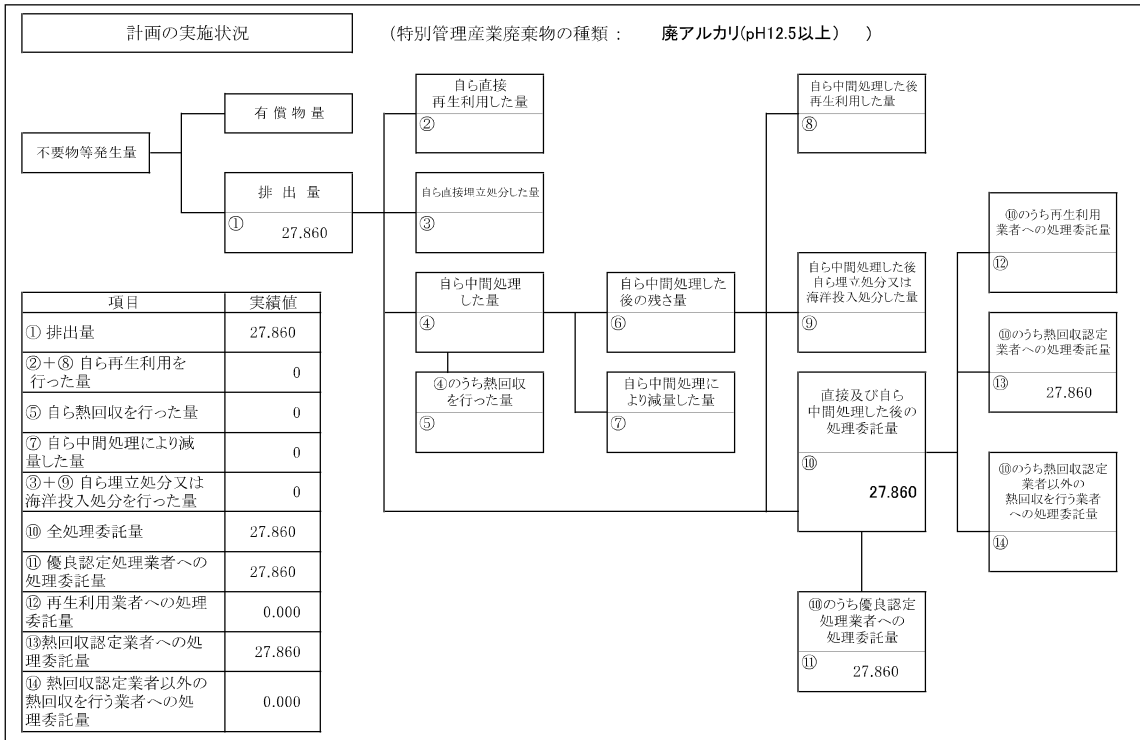 計画の実施状況
(特別管理産業廃棄物の種類： 廃アルカリ(pH12.5以上) )
不要物等発生量
有償物量
排出量
①
27.860
自ら直接
再生利用した量
②
自ら直接埋立処分した量
③
自ら中間処理
した量
④
④のうち熱回収
を行った量
⑤
自ら中間処理した
後の残さ量
⑥
自ら中間処理に
より減量した量
⑦
自ら中間処理した後
再生利用した量
⑧
自ら中間処理した後
自ら埋立処分又は
海洋投入処分した量
⑨
直接及び自ら
中間処理した後の
処理委託量
⑩
27.860
⑩のうち優良認定
処理業者への
処理委託量
⑪ 27.860
⑩のうち再生利用
業者への処理委託量
⑫
⑩のうち熱回収認定
業者への処理委託量
⑬ 27.860
⑩のうち熱回収認定
業者以外の
熱回収を行う業者
への処理委託量
⑭
項目 実績値
① 排出量 27.860
②＋⑧ 自ら再生利用を
行った量 0
⑤ 自ら熱回収を行った量 0
⑦ 自ら中間処理により減
量した量 0
③＋⑨ 自ら埋立処分又は
海洋投入処分を行った量 0
⑩ 全処理委託量 27.860
⑪ 優良認定処理業者への
処理委託量 27.860
⑫ 再生利用業者への処理
委託量 0.000
⑬熱回収認定業者への処
理委託量 27.860
⑭ 熱回収認定業者以外の
熱回収を行う業者への処
理委託量 0.000